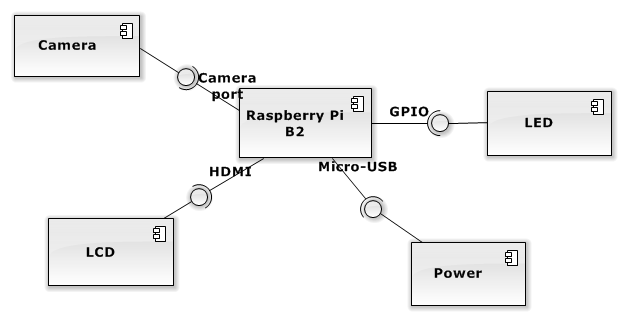 Camera
Camera
port
Raspberry Pi
B2
GPIO
LED
HDMI
Micro-USB
LCD
Power